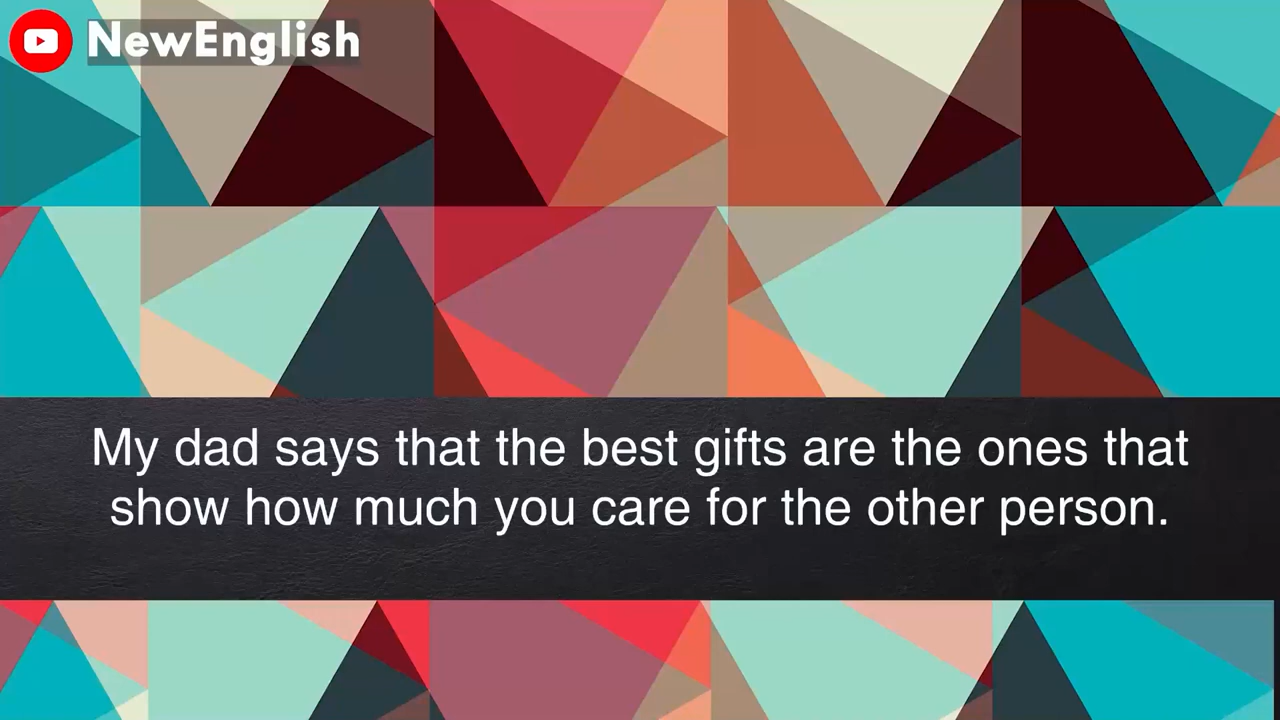 NewEnglish
My dad says that the best gifts are the ones that
show how much you care for the other person.